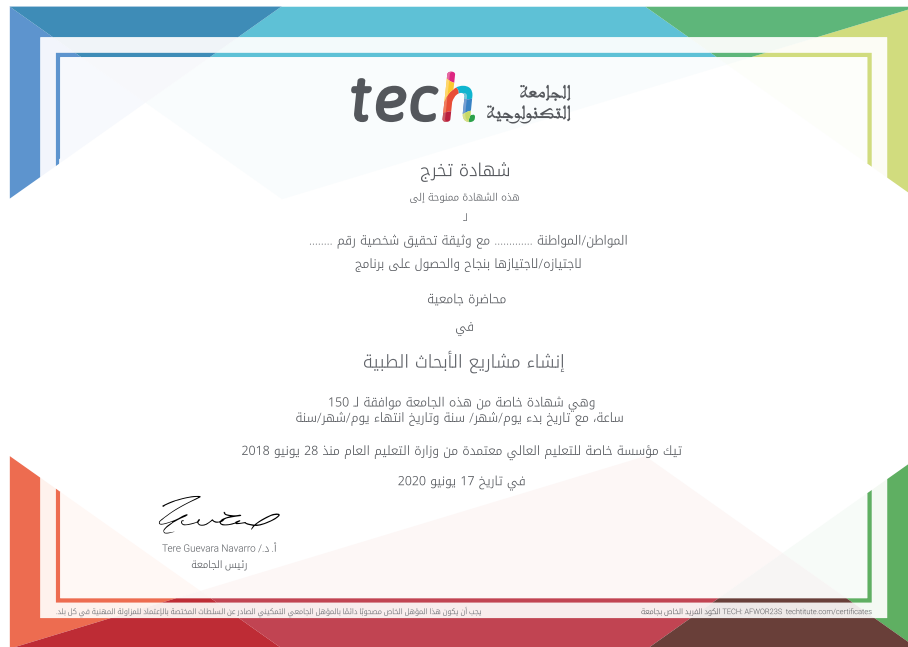 tech الجامعة
التكنولوجية
شهادة تخرج
هذه الشهادة ممنوحة إلى
لـ
المواطن/المواطنة ............. مع وثيقة تحقيق شخصية رقم ........
لاجتيازه/لاجتيازها بنجاح والحصول على برنامج
محاضرة جامعية
في
إنشاء مشاريع الأبحاث الطبية
وهي شهادة خاصة من هذه الجامعة موافقة لـ 150
ساعة، مع تاريخ بدء يوم/شهر/ سنة وتاريخ انتهاء يوم/شهر/سنة
تيك مؤسسة خاصة للتعليم العالي معتمدة من وزارة التعليم العام منذ 28 يونيو 2018
في تاريخ 17 يونيو 2020
أ. د./ Tere Guevara Navarro
رئيس الجامعة
يجب أن يكون هذا المؤهل الخاص مصحوبًا دائمًا بالمؤهل الجامعي التمكيني الصادر عن السلطات المختصة بالإعتماد للمزاولة المهنية في كل بلد.
الكود الفريد الخاص بجامعة TECH: AFWOR23S techtitute.com/certificates